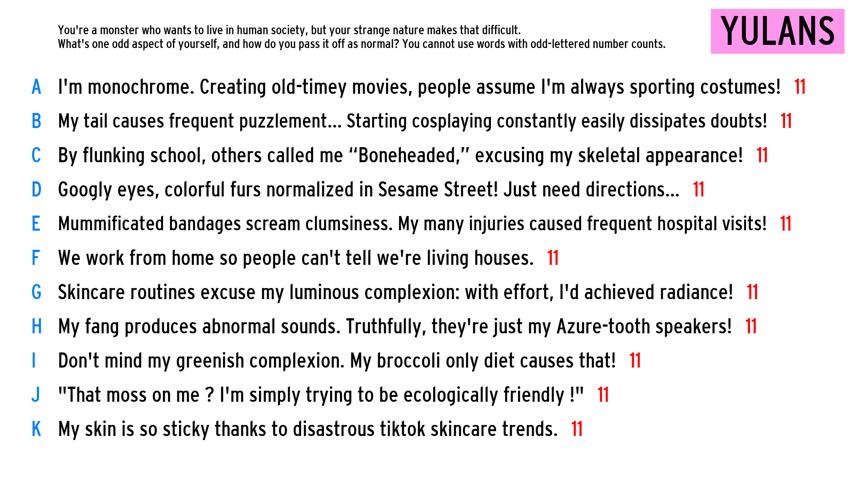 You're a monster who wants to live in human society, but your strange nature makes that difficult.
What's one odd aspect of yourself, and how do you pass it off as normal? You cannot use words with odd-lettered number counts.
YULANS
A I'm monochrome. Creating old-timey movies, people assume I'm always sporting costumes! 11
B My tail causes frequent puzzlement... Starting cosplaying constantly easily dissipates doubts! 11
C By flunking school, others called me “Boneheaded,” excusing my skeletal appearance! 11
D Googly eyes, colorful furs normalized in Sesame Street! Just need directions... 11
E Mummificated bandages scream clumsiness. My many injuries caused frequent hospital visits! 11
F We work from home so people can't tell we're living houses. 11
G Skincare routines excuse my luminous complexion: with effort, I'd achieved radiance! 11
H My fang produces abnormal sounds. Truthfully, they're just my Azure-tooth speakers! 11
I Don't mind my greenish complexion. My broccoli only diet causes that! 11
J "That moss on me ? I'm simply trying to be ecologically friendly !" 11
K My skin is so sticky thanks to disastrous tiktok skincare trends. 11